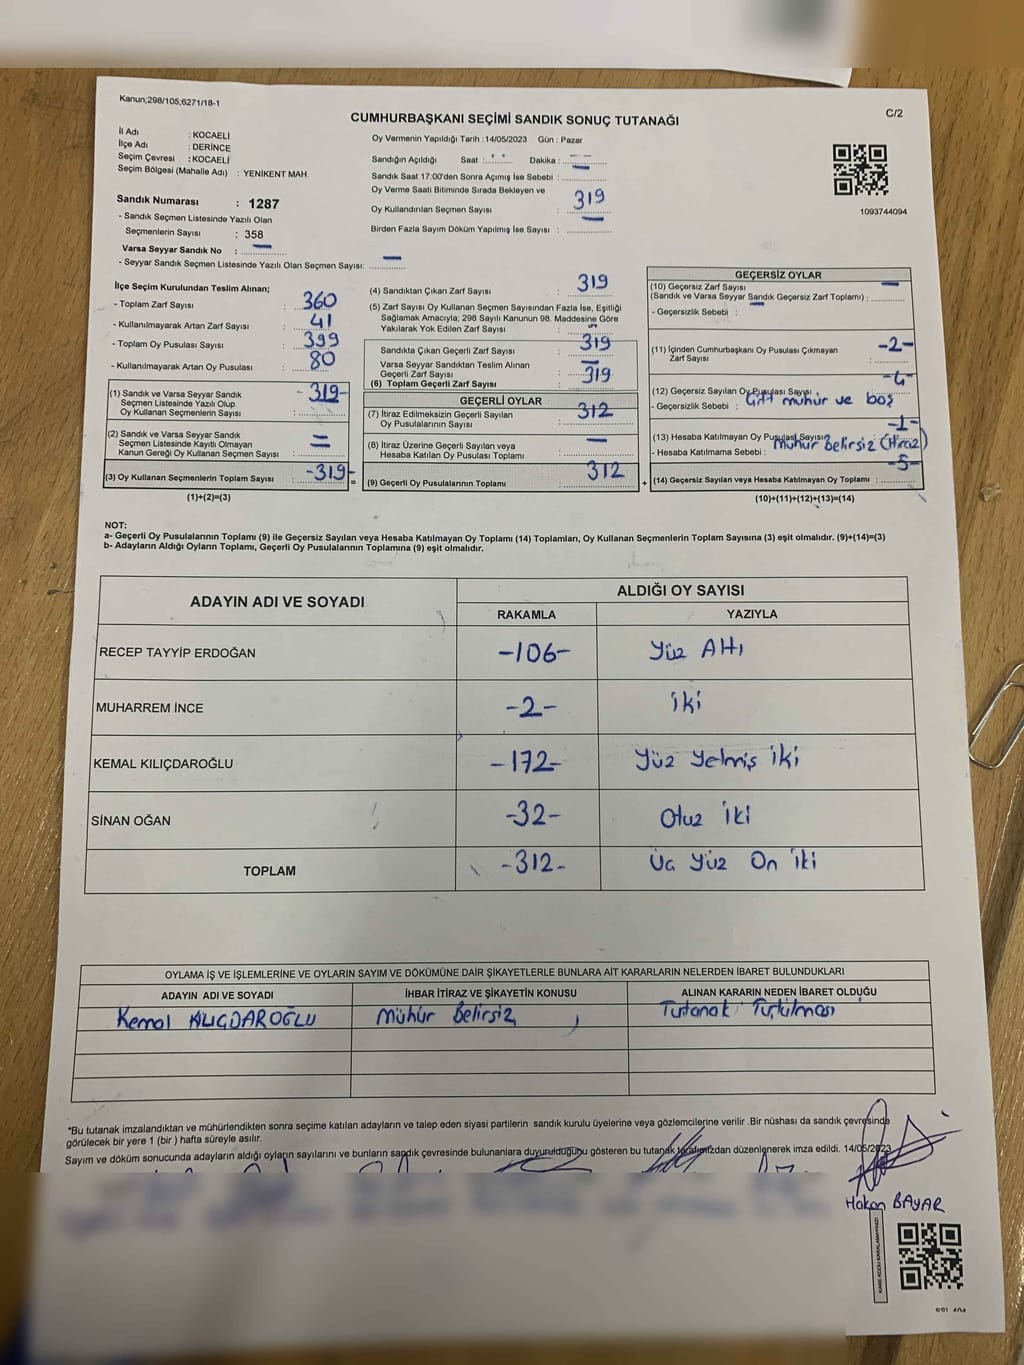 Kanun;298/105,6271/18-1
C/2
CUMHURBAŞKANI SEÇİMİ SANDIK SONUÇ TUTANAĞI
İl Adı : KOCAELİ
İlçe Adı : DERİNCE
Seçim Çevresi : KOCAELİ
Seçim Bölgesi (Mahalle Adı) : YENİKENT MAH.
Sandık Numarası : 1287
- Sandık Seçmen Listesinde Yazılı Olan
Seçmenlerin Sayısı : 358
Varsa Seyyar Sandık No : —
- Seyyar Sandık Seçmen Listesinde Yazılı Olan Seçmen Sayısı: —
Oy Vermenin Yapıldığı Tarih : 14/05/2023 Gün : Pazar
Sandığın Açıldığı Saat : Dakika :
Sandık Saat 17:00'den Sonra Açımış İse Sebebi : —
Oy Verme Saati Bitiminde Sırada Bekleyen ve
Oy Kullandırılan Seçmen Sayısı : 319
Birden Fazla Sayım Döküm Yapılmış İse Sayısı : —
1093744094
İlçe Seçim Kurulundan Teslim Alınan;
- Toplam Zarf Sayısı : 360
- Kullanılmayarak Artan Zarf Sayısı : 41
- Toplam Oy Pusulası Sayısı : 399
- Kullanılmayarak Artan Oy Pusulası : 80
(1) Sandık ve Varsa Seyyar Sandık
Seçmen Listesinde Yazılı Olup
Oy Kullanan Seçmenlerin Sayısı : -319-
(2) Sandık ve Varsa Seyyar Sandık
Seçmen Listesinde Kayıtlı Olmayan
Kanun Gereği Oy Kullanan Seçmen Sayısı : =
(3) Oy Kullanan Seçmenlerin Toplam Sayısı : -319- =
(1)+(2)=(3)
(4) Sandıktan Çıkan Zarf Sayısı : 319
(5) Zarf Sayısı Oy Kullanan Seçmen Sayısından Fazla İse, Eşitliği
Sağlamak Amacıyla; 298 Sayılı Kanunun 98. Maddesine Göre
Yakılarak Yok Edilen Zarf Sayısı :
Sandıkta Çıkan Geçerli Zarf Sayısı : 319
Varsa Seyyar Sandıktan Teslim Alınan
Geçerli Zarf Sayısı : —
(6) Toplam Geçerli Zarf Sayısı : 319
GEÇERLİ OYLAR
(7) İtiraz Edilmeksizin Geçerli Sayılan
Oy Pusulalarının Sayısı : 312
(8) İtiraz Üzerine Geçerli Sayılan veya
Hesaba Katılan Oy Pusulası Toplamı : —
(9) Geçerli Oy Pusulalarının Toplamı : 312 +
GEÇERSİZ OYLAR
(10) Geçersiz Zarf Sayısı
(Sandık ve Varsa Seyyar Sandık Geçersiz Zarf Toplamı) : —
- Geçersizlik Sebebi : —
(11) İçinden Cumhurbaşkanı Oy Pusulası Çıkmayan
Zarf Sayısı : -2-
(12) Geçersiz Sayılan Oy Pusulası Sayısı -4-
- Geçersizlik Sebebi : Çift mühür ve boş
(13) Hesaba Katılmayan Oy Pusulası Sayısı -1-
- Hesaba Katılmama Sebebi : Mühür Belirsiz (itiraz)
(14) Geçersiz Sayılan veya Hesaba Katılmayan Oy Toplamı : -5-
(10)+(11)+(12)+(13)=(14)
NOT:
a- Geçerli Oy Pusulalarının Toplamı (9) ile Geçersiz Sayılan veya Hesaba Katılmayan Oy Toplamı (14) Toplamları, Oy Kullanan Seçmenlerin Toplam Sayısına (3) eşit olmalıdır. (9)+(14)=(3)
b- Adayların Aldığı Oyların Toplamı, Geçerli Oy Pusulalarının Toplamına (9) eşit olmalıdır.
ADAYIN ADI VE SOYADI
ALDIĞI OY SAYISI
RAKAMLA YAZIYLA
RECEP TAYYİP ERDOĞAN -106- Yüz Altı
MUHARREM İNCE -2- iki
KEMAL KILIÇDAROĞLU -172- Yüz Yetmiş iki
SİNAN OĞAN -32- Otuz iki
TOPLAM -312- Üç Yüz On iki
OYLAMA İŞ VE İŞLEMLERİNE VE OYLARIN SAYIM VE DÖKÜMÜNE DAİR ŞİKAYETLERLE BUNLARA AİT KARARLARIN NELERDEN İBARET BULUNDUKLARI
ADAYIN ADI VE SOYADI İHBAR İTİRAZ VE ŞİKAYETİN KONUSU ALINAN KARARIN NEDEN İBARET OLDUĞU
Kemal KILIÇDAROĞLU Mühür Belirsiz Tutanak Tutulması
*Bu tutanak imzalandıktan ve mühürlendikten sonra seçime katılan adayların ve talep eden siyasi partilerin sandık kurulu üyelerine veya gözlemcilerine verilir .Bir nüshası da sandık çevresinde
görülecek bir yere 1 (bir ) hafta süreyle asılır.
Sayım ve döküm sonucunda adayların aldığı oyların sayılarını ve bunların sandık çevresinde bulunanlara duyurulduğunu gösteren bu tutanak tarafımızdan düzenlenerek imza edildi. 14/05/2023
Hakan BAYAR
KARE KODU KARALAMAYINIZ!